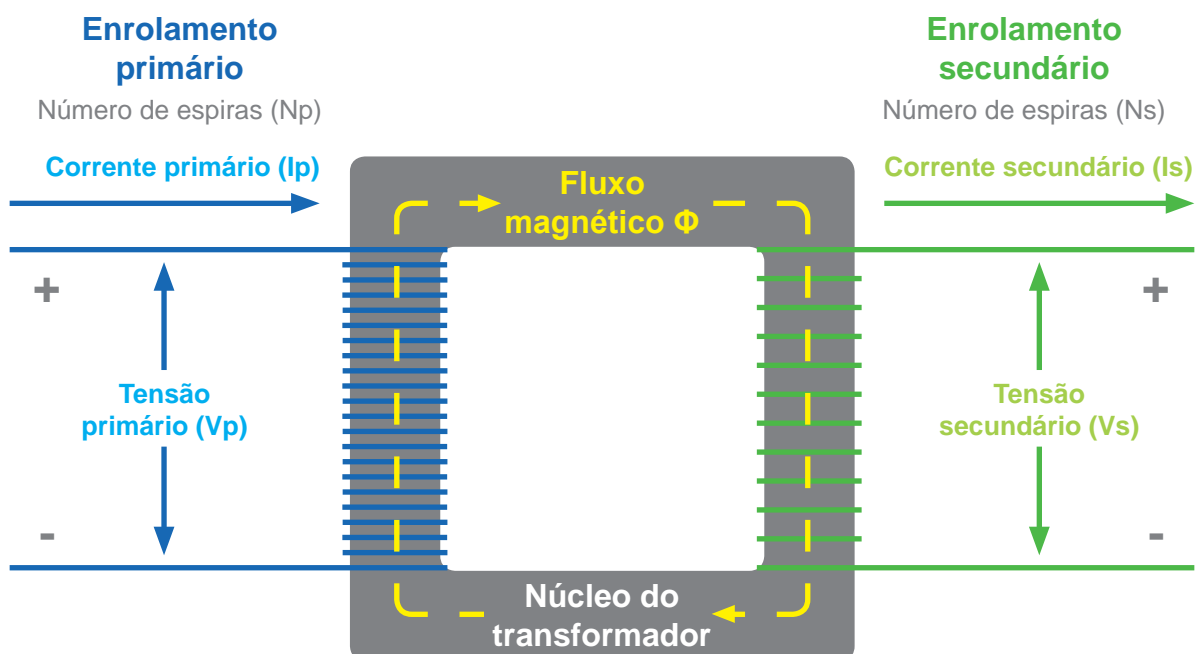 Enrolamento
primário
Número de espiras (Np)
Corrente primário (Ip)
Enrolamento
secundário
Número de espiras (Ns)
Corrente secundário (Is)
Fluxo
magnético Φ
+
-
Tensão
primário (Vp)
Tensão
secundário (Vs)
+
-
Núcleo do
transformador